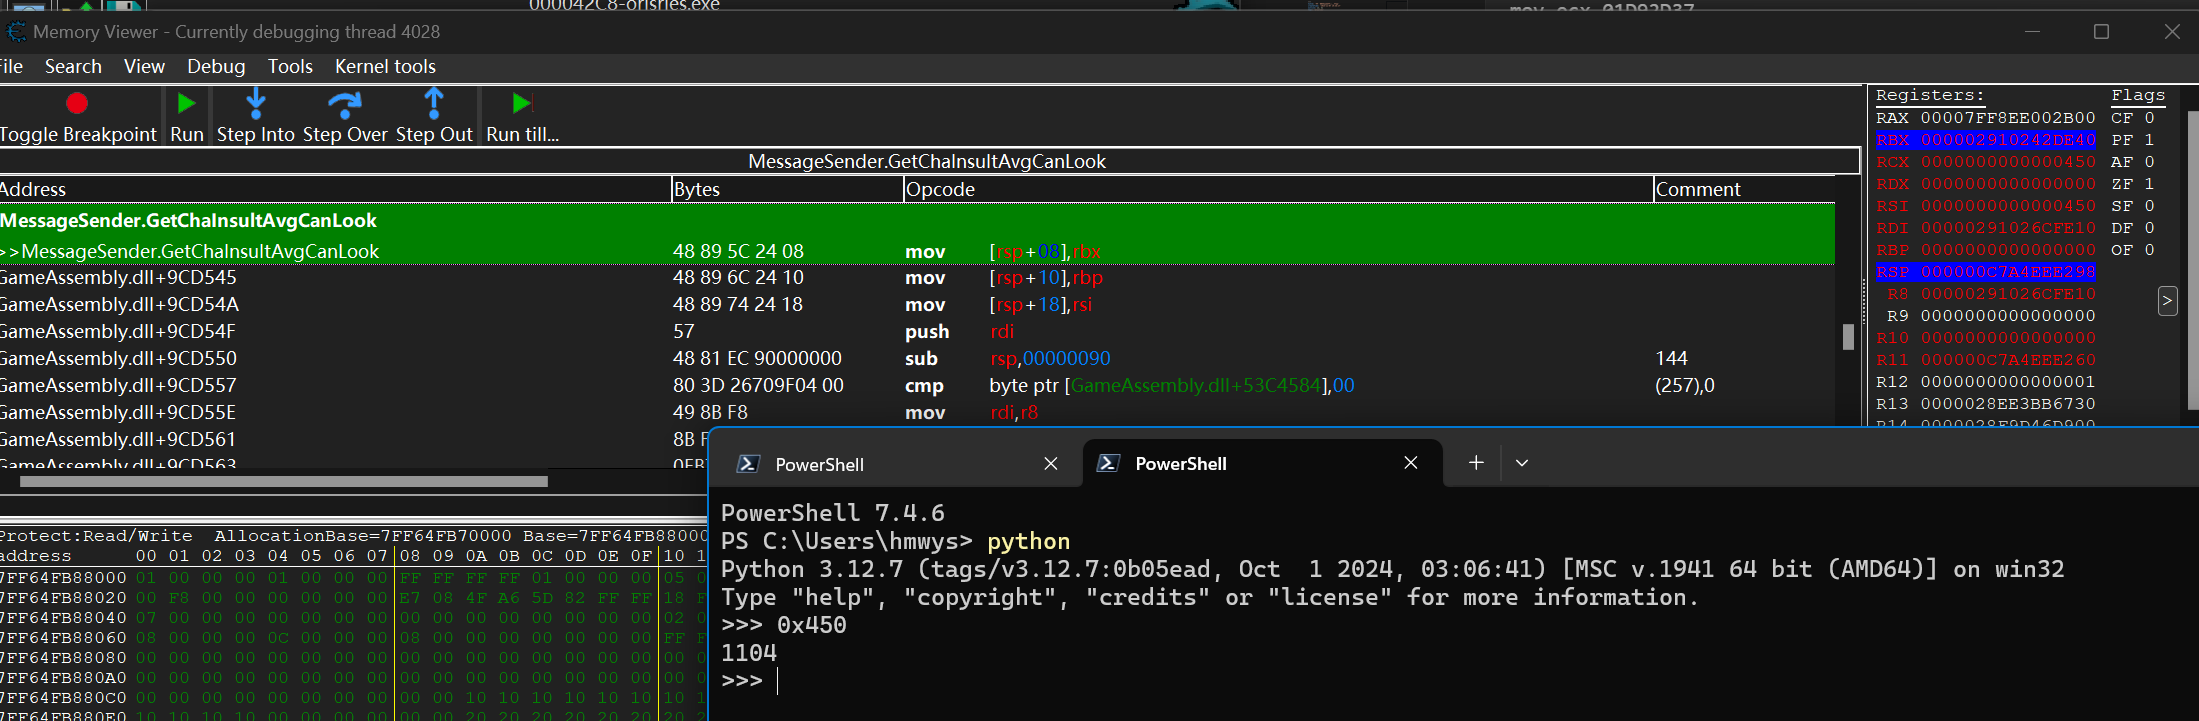 000042C8-orisries.exe
mov ecx 01D92D37
Memory Viewer - Currently debugging thread 4028
File Search View Debug Tools Kernel tools
Toggle Breakpoint Run Step Into Step Over Step Out Run till...
MessageSender.GetChaInsultAvgCanLook
Address Bytes Opcode Comment
MessageSender.GetChaInsultAvgCanLook
>>MessageSender.GetChaInsultAvgCanLook 48 89 5C 24 08 mov [rsp+08],rbx
GameAssembly.dll+9CD545 48 89 6C 24 10 mov [rsp+10],rbp
GameAssembly.dll+9CD54A 48 89 74 24 18 mov [rsp+18],rsi
GameAssembly.dll+9CD54F 57 push rdi
GameAssembly.dll+9CD550 48 81 EC 90000000 sub rsp,00000090 144
GameAssembly.dll+9CD557 80 3D 26709F04 00 cmp byte ptr [GameAssembly.dll+53C4584],00 (257),0
GameAssembly.dll+9CD55E 49 8B F8 mov rdi,r8
GameAssembly.dll+9CD561 8B
GameAssembly.dll+9CD563
Registers: Flags
RAX 00007FF8EE002B00 CF 0
RBX 000002910242DE40 PF 1
RCX 0000000000000450 AF 0
RDX 0000000000000000 ZF 1
RSI 0000000000000450 SF 0
RDI 00000291026CFE10 DF 0
RBP 0000000000000000 OF 0
RSP 000000C7A4EEE298
R8 00000291026CFE10
R9 0000000000000000
R10 0000000000000000
R11 000000C7A4EEE260
R12 0000000000000001
R13 0000028EE3BB6730
R14 0000028F9D46D900
>
Protect:Read/Write AllocationBase=7FF64FB70000 Base=7FF64FB88000
address 00 01 02 03 04 05 06 07 08 09 0A 0B 0C 0D 0E 0F 10 1
7FF64FB88000 01 00 00 00 01 00 00 00 FF FF FF FF 01 00 00 00 05 0
7FF64FB88020 00 F8 00 00 00 00 00 00 E7 08 4F A6 5D 82 FF FF 18 F
7FF64FB88040 07 00 00 00 00 00 00 00 00 00 00 00 00 00 00 00 02 0
7FF64FB88060 08 00 00 00 0C 00 00 00 08 00 00 00 00 00 00 00 FF F
7FF64FB88080 00 00 00 00 00 00 00 00 00 00 00 00 00 00 00 00 00 0
7FF64FB880A0 00 00 00 00 00 00 00 00 00 00 00 00 00 00 00 00 00 0
7FF64FB880C0 00 00 00 00 00 00 00 00 00 00 10 10 10 10 10 10 10 1
7FF64FB880E0 10 10 10 10 00 00 00 00 00 00 20 20 20 20 20 20 20 2
PowerShell PowerShell
PowerShell 7.4.6
PS C:\Users\hmwys> python
Python 3.12.7 (tags/v3.12.7:0b05ead, Oct  1 2024, 03:06:41) [MSC v.1941 64 bit (AMD64)] on win32
Type "help", "copyright", "credits" or "license" for more information.
>>> 0x450
1104
>>>